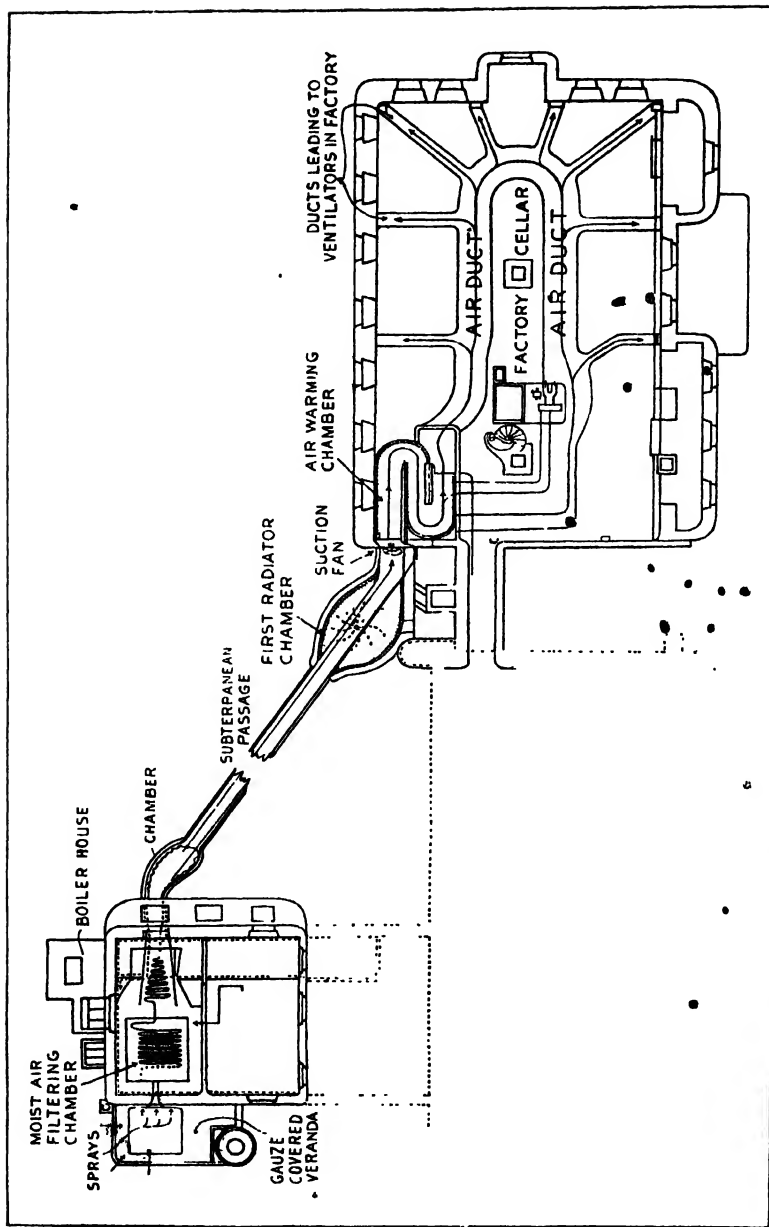 MOIST AIR
FILTERING
CHAMBER
SPRAYS
GAUZE
COVERED
VERANDA
BOILER HOUSE
CHAMBER
SUBTERPANEAN
PASSAGE
FIRST RADIATOR
CHAMBER
SUCTION
FAN
AIR WARMING
CHAMBER
DUCTS LEADING TO
VENTILATORS IN FACTORY
AIR DUCT
FACTORY CELLAR
AIR DUCT